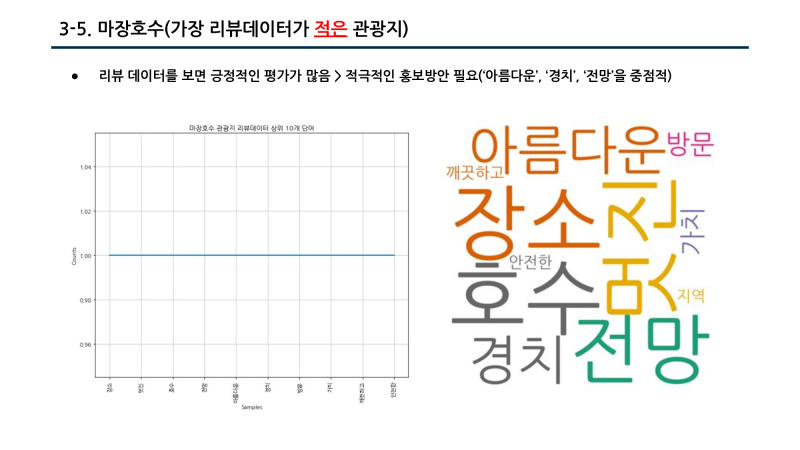 3-5. 마장호수(가장 리뷰데이터가 적은 관광지)
● 리뷰 데이터를 보면 긍정적인 평가가 많음 > 적극적인 홍보방안 필요('아름다운', '경치', '전망'을 중점적)
마장호수 관광지 리뷰데이터 상위 10개 단어
1.04
1.02
1.00
0.98
0.96
Counts
장소
멋진
호수
전망
아름다운
경치
방문
가치
깨끗하고
안전한
Samples
아름다운
방문
깨끗하고
장소
멋진
가치
안전한
호수
지역
경치
전망